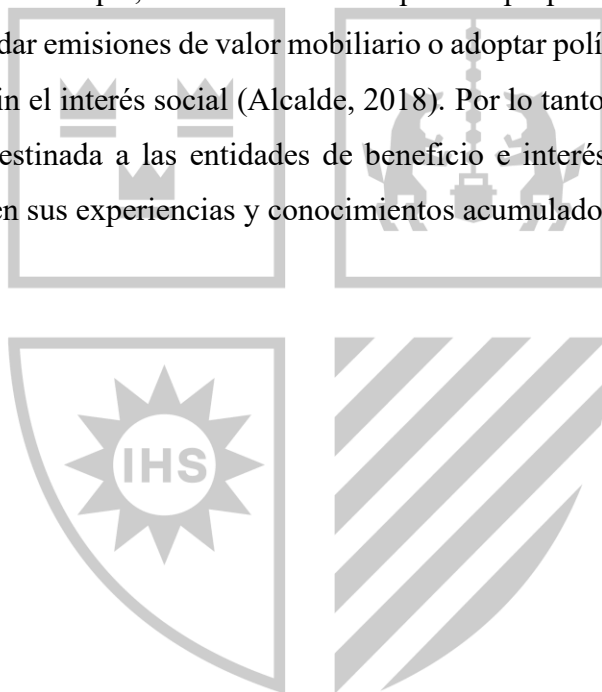 dar emisiones de valor mobiliario o adoptar polí
in el interés social (Alcalde, 2018). Por lo tanto
estinada a las entidades de beneficio e interés
en sus experiencias y conocimientos acumulado
IHS